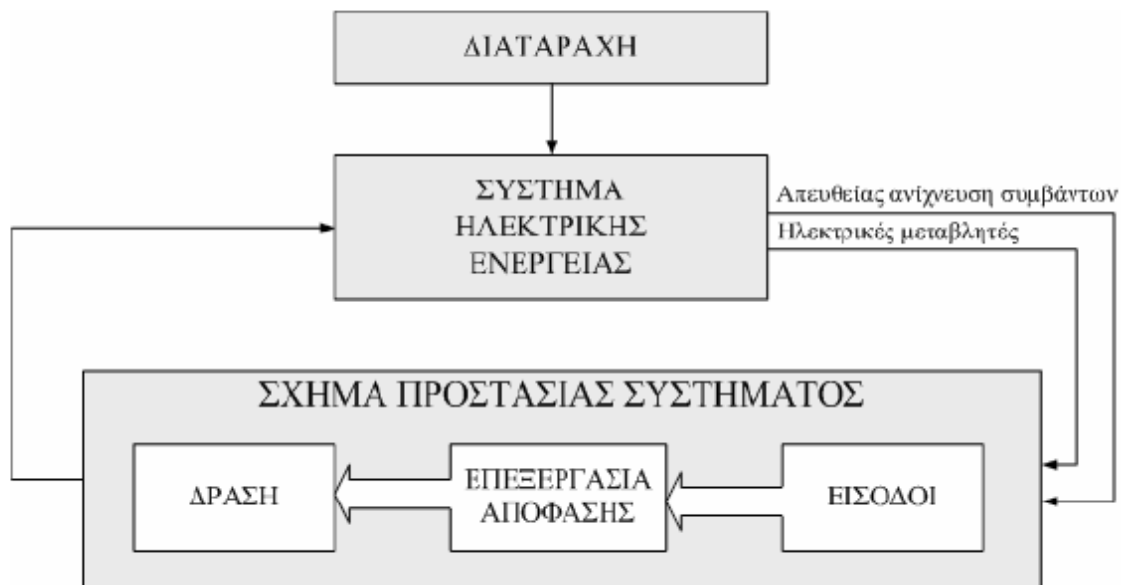 ΔΙΑΤΑΡΑΧΗ
ΣΥΣΤΗΜΑ
ΗΛΕΚΤΡΙΚΗΣ
ΕΝΕΡΓΕΙΑΣ
Απευθείας ανίχνευση συμβάντων
Ηλεκτρικές μεταβλητές
ΣΧΗΜΑ ΠΡΟΣΤΑΣΙΑΣ ΣΥΣΤΗΜΑΤΟΣ
ΔΡΑΣΗ
ΕΠΕΞΕΡΓΑΣΙΑ
ΑΠΟΦΑΣΗΣ
ΕΙΣΟΔΟΙ